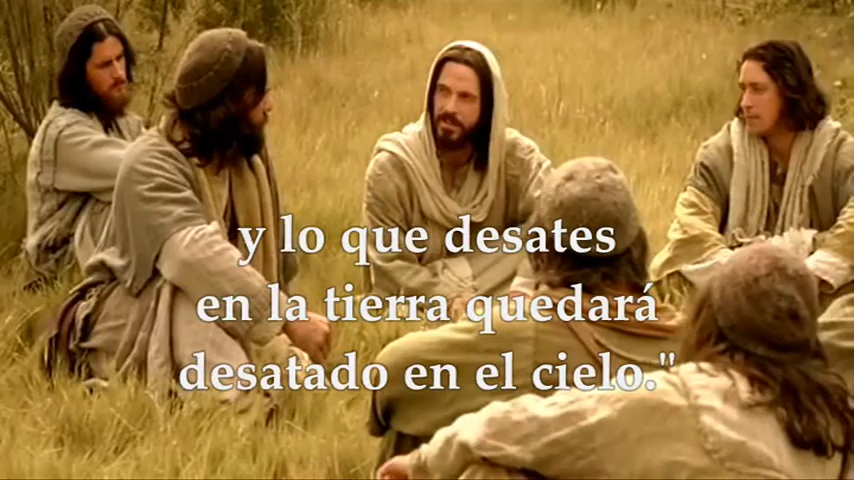 y lo que desates
en la tierra quedará
desatado en el cielo."